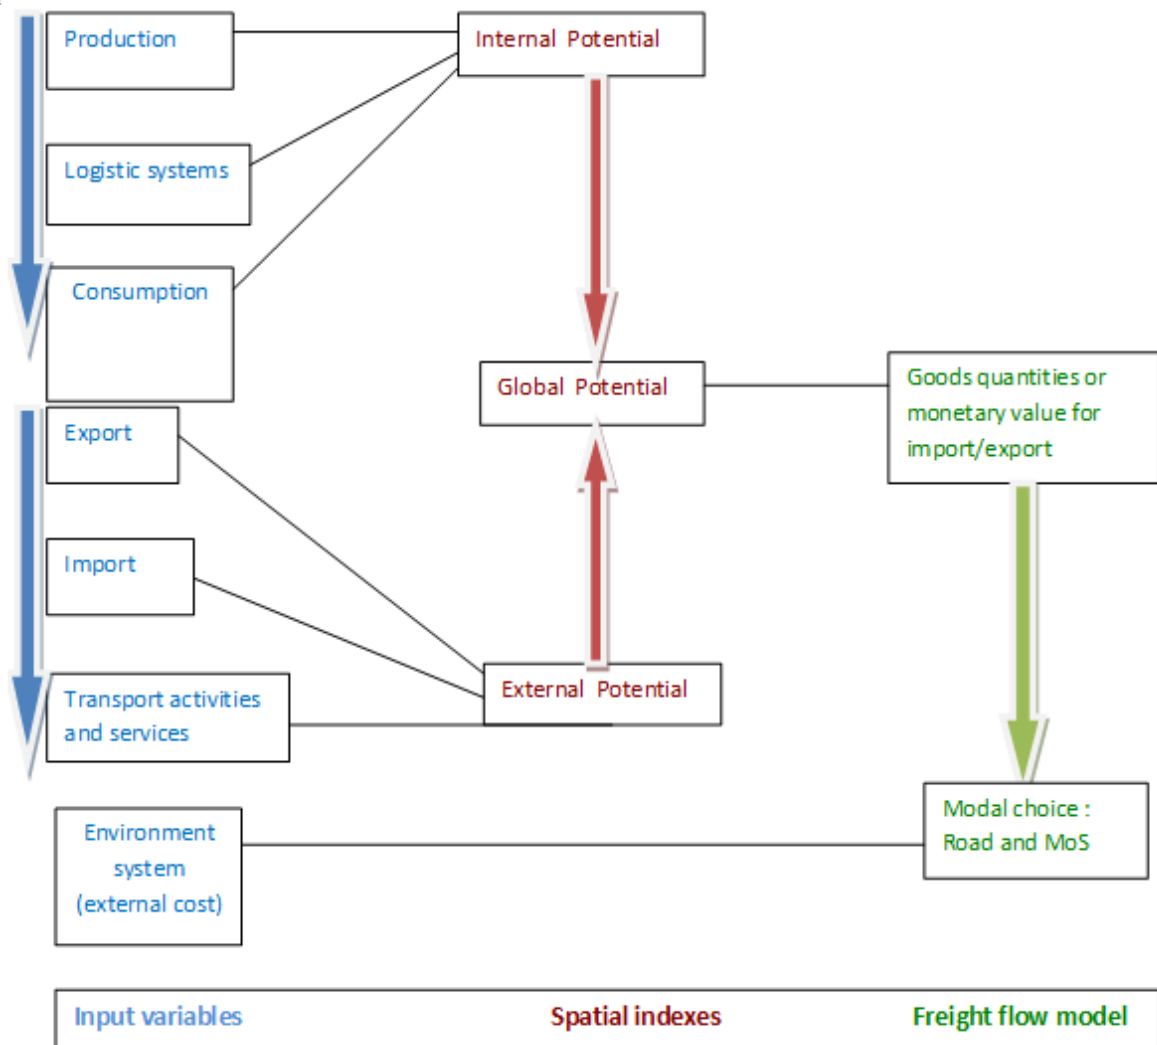 Production
Internal Potential
Logistic systems
Consumption
Global Potential
Goods quantities or
monetary value for
import/export
Export
Import
External Potential
Transport activities
and services
Modal choice :
Road and MoS
Environment
system
(external cost)
Input variables
Spatial indexes
Freight flow model